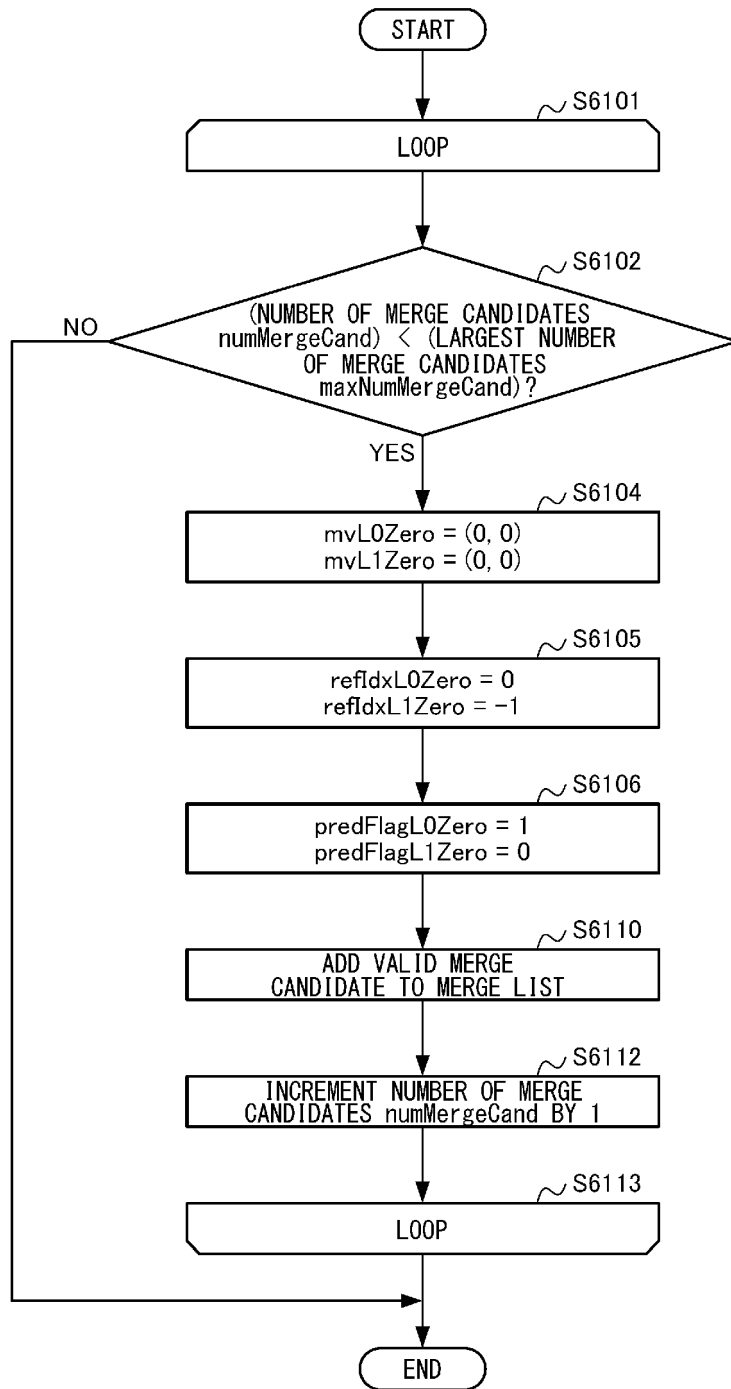 START
S6101
LOOP
S6102
(NUMBER OF MERGE CANDIDATES
numMergeCand) < (LARGEST NUMBER
OF MERGE CANDIDATES
maxNumMergeCand)?
NO
YES
S6104
mvL0Zero = (0, 0)
mvL1Zero = (0, 0)
S6105
refIdxL0Zero = 0
refIdxL1Zero = -1
S6106
predFlagL0Zero = 1
predFlagL1Zero = 0
S6110
ADD VALID MERGE
CANDIDATE TO MERGE LIST
S6112
INCREMENT NUMBER OF MERGE
CANDIDATES numMergeCand BY 1
S6113
LOOP
END